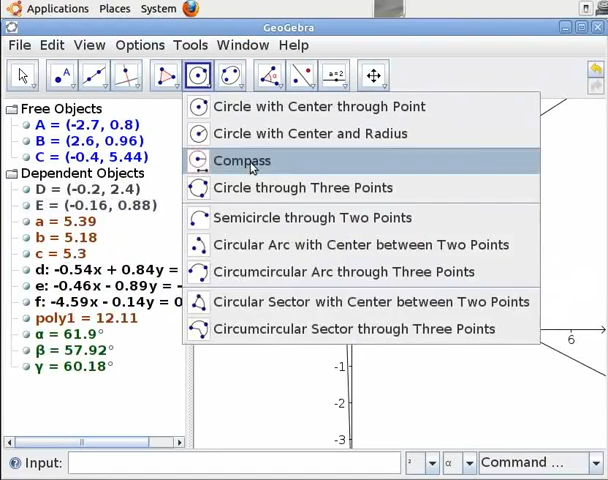 Applications Places System
GeoGebra
File Edit View Options Tools Window Help
A
a=2
Free Objects
A = (-2.7, 0.8)
B = (2.6, 0.96)
C = (-0.4, 5.44)
Dependent Objects
D = (-0.2, 2.4)
E = (-0.16, 0.88)
a = 5.39
b = 5.18
c = 5.3
d: -0.54x + 0.84y =
e: -0.46x - 0.89y = -
f: -4.59x - 0.14y = 0
poly1 = 12.11
α = 61.9°
β = 57.92°
γ = 60.18°
Circle with Center through Point
Circle with Center and Radius
Compass
Circle through Three Points
Semicircle through Two Points
Circular Arc with Center between Two Points
Circumcircular Arc through Three Points
Circular Sector with Center between Two Points
Circumcircular Sector through Three Points
6
-1
-2
-3
Input: ² α Command ...